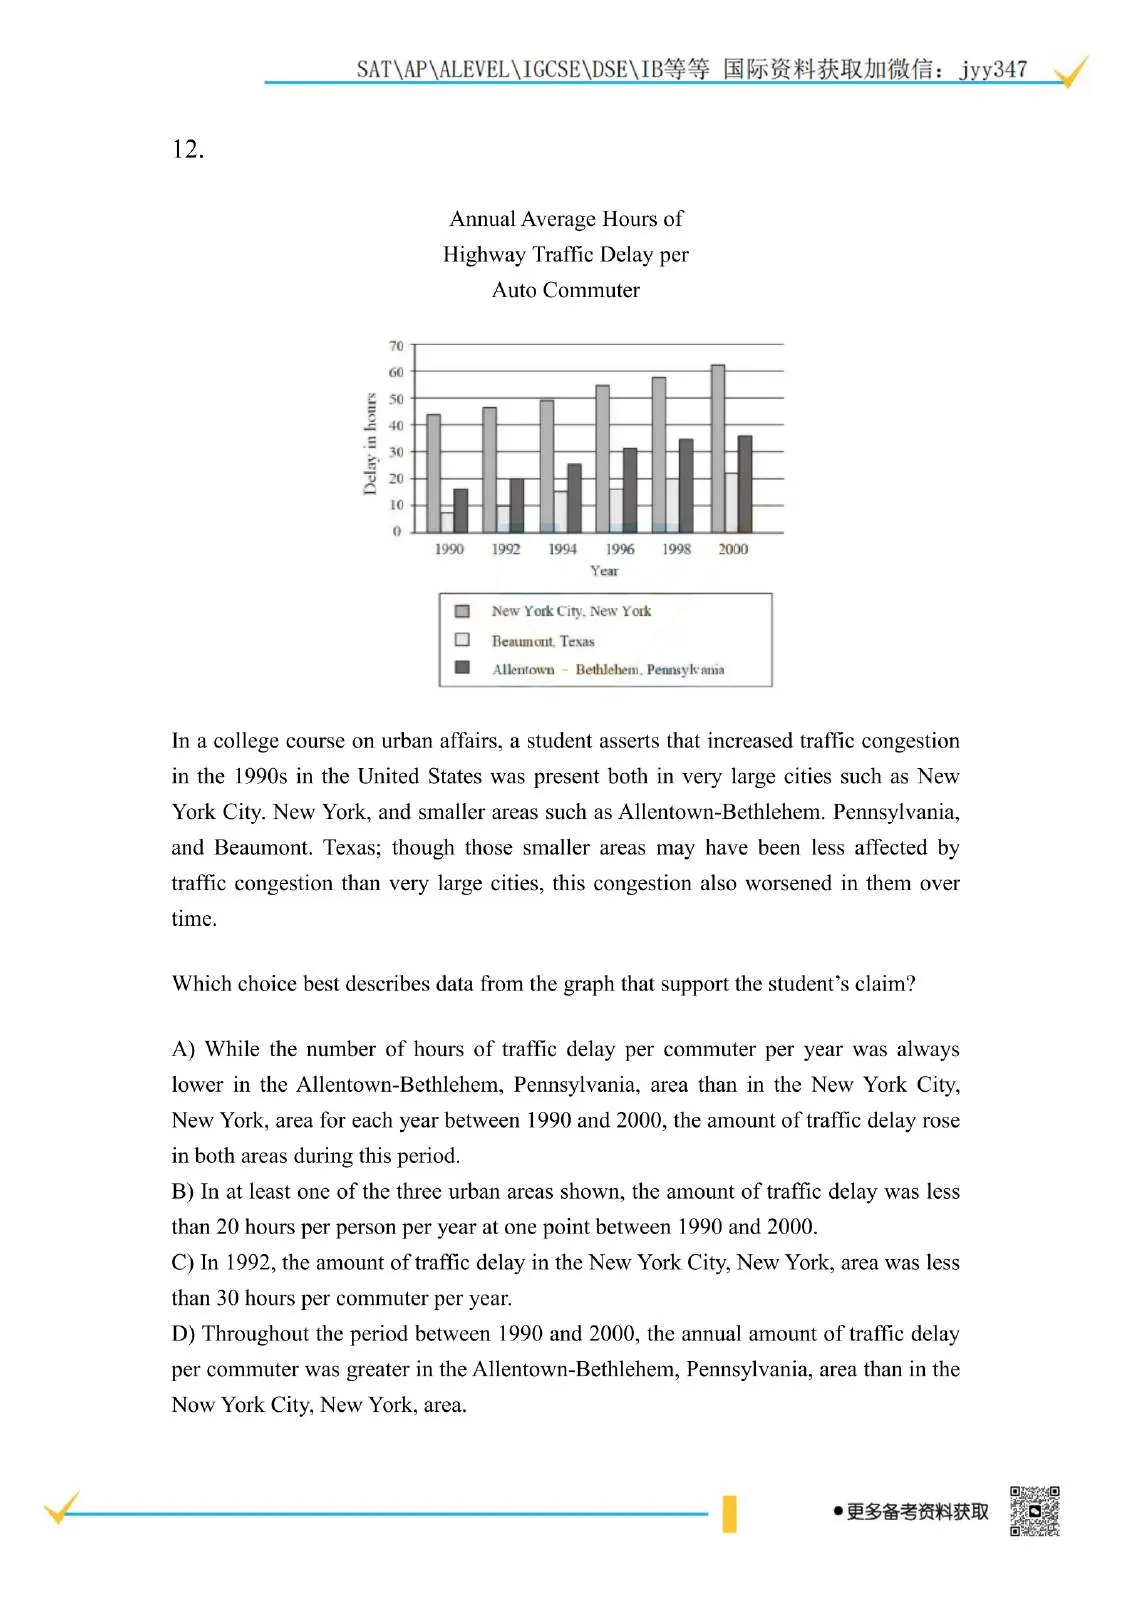 SAT\AP\ALEVEL\IGCSE\DSE\IB等等 国际资料获取加微信：jyy347
12.
Annual Average Hours of
Highway Traffic Delay per
Auto Commuter
70
60
50
40
30
20
10
0
Delay in hours
1990 1992 1994 1996 1998 2000
Year
New York City, New York
Beaumont, Texas
Allentown – Bethlehem, Pennsylvania
In a college course on urban affairs, a student asserts that increased traffic congestion
in the 1990s in the United States was present both in very large cities such as New
York City. New York, and smaller areas such as Allentown-Bethlehem. Pennsylvania,
and Beaumont. Texas; though those smaller areas may have been less affected by
traffic congestion than very large cities, this congestion also worsened in them over
time.
Which choice best describes data from the graph that support the student’s claim?
A) While the number of hours of traffic delay per commuter per year was always
lower in the Allentown-Bethlehem, Pennsylvania, area than in the New York City,
New York, area for each year between 1990 and 2000, the amount of traffic delay rose
in both areas during this period.
B) In at least one of the three urban areas shown, the amount of traffic delay was less
than 20 hours per person per year at one point between 1990 and 2000.
C) In 1992, the amount of traffic delay in the New York City, New York, area was less
than 30 hours per commuter per year.
D) Throughout the period between 1990 and 2000, the annual amount of traffic delay
per commuter was greater in the Allentown-Bethlehem, Pennsylvania, area than in the
Now York City, New York, area.
●更多备考资料获取